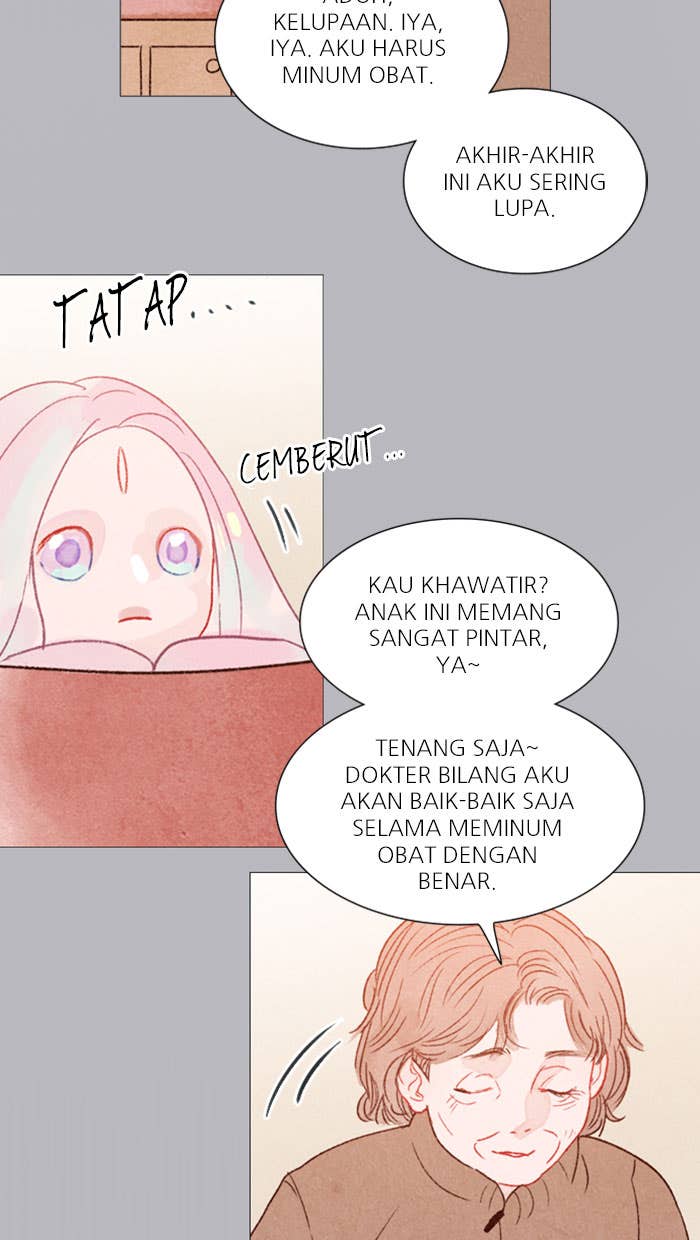 ADUH,
KELUPAAN. IYA,
IYA. AKU HARUS
MINUM OBAT.
AKHIR-AKHIR
INI AKU SERING
LUPA.
TATAP....
CEMBERUT...
KAU KHAWATIR?
ANAK INI MEMANG
SANGAT PINTAR,
YA~
TENANG SAJA~
DOKTER BILANG AKU
AKAN BAIK-BAIK SAJA
SELAMA MEMINUM
OBAT DENGAN
BENAR.